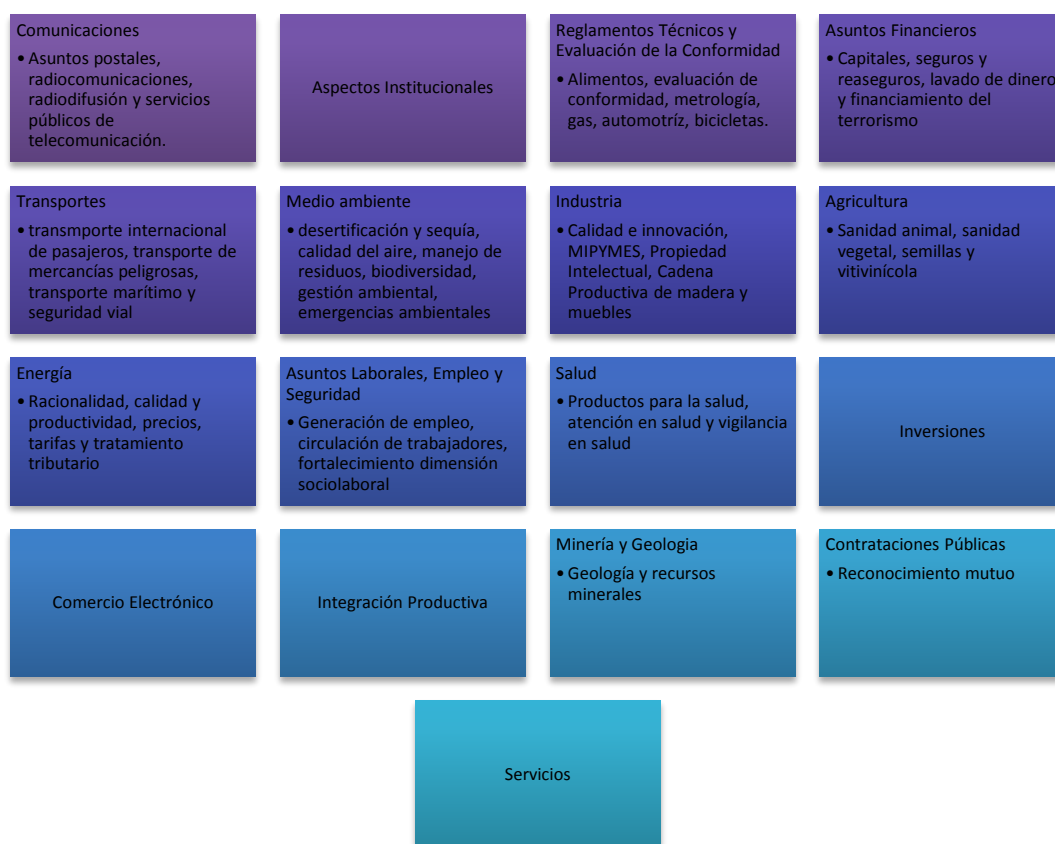 Comunicaciones
• Asuntos postales,
radiocomunicaciones,
radiodifusión y servicios
públicos de
telecomunicación.
Aspectos Institucionales
Reglamentos Técnicos y
Evaluación de la Conformidad
• Alimentos, evaluación de
conformidad, metrología,
gas, automotríz, bicicletas.
Asuntos Financieros
• Capitales, seguros y
reaseguros, lavado de dinero
y financiamiento del
terrorismo
Transportes
• transmporte internacional
de pasajeros, transporte de
mercancías peligrosas,
transporte marítimo y
seguridad vial
Medio ambiente
• desertificación y sequía,
calidad del aire, manejo de
residuos, biodiversidad,
gestión ambiental,
emergencias ambientales
Industria
• Calidad e innovación,
MIPYMES, Propiedad
Intelectual, Cadena
Productiva de madera y
muebles
Agricultura
• Sanidad animal, sanidad
vegetal, semillas y
vitivinícola
Energía
• Racionalidad, calidad y
productividad, precios,
tarifas y tratamiento
tributario
Asuntos Laborales, Empleo y
Seguridad
• Generación de empleo,
circulación de trabajadores,
fortalecimiento dimensión
sociolaboral
Salud
• Productos para la salud,
atención en salud y vigilancia
en salud
Inversiones
Comercio Electrónico
Integración Productiva
Minería y Geologia
• Geología y recursos
minerales
Contrataciones Públicas
• Reconocimiento mutuo
Servicios